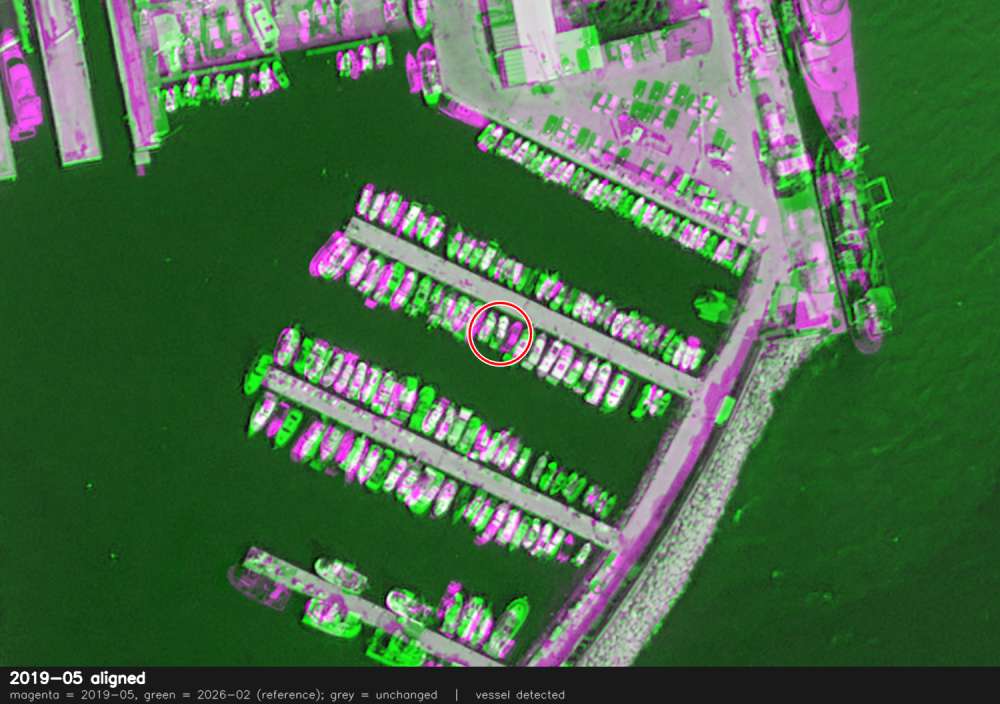 2019-05 aligned
magenta = 2019-05, green = 2026-02 (reference); grey = unchanged | vessel detected